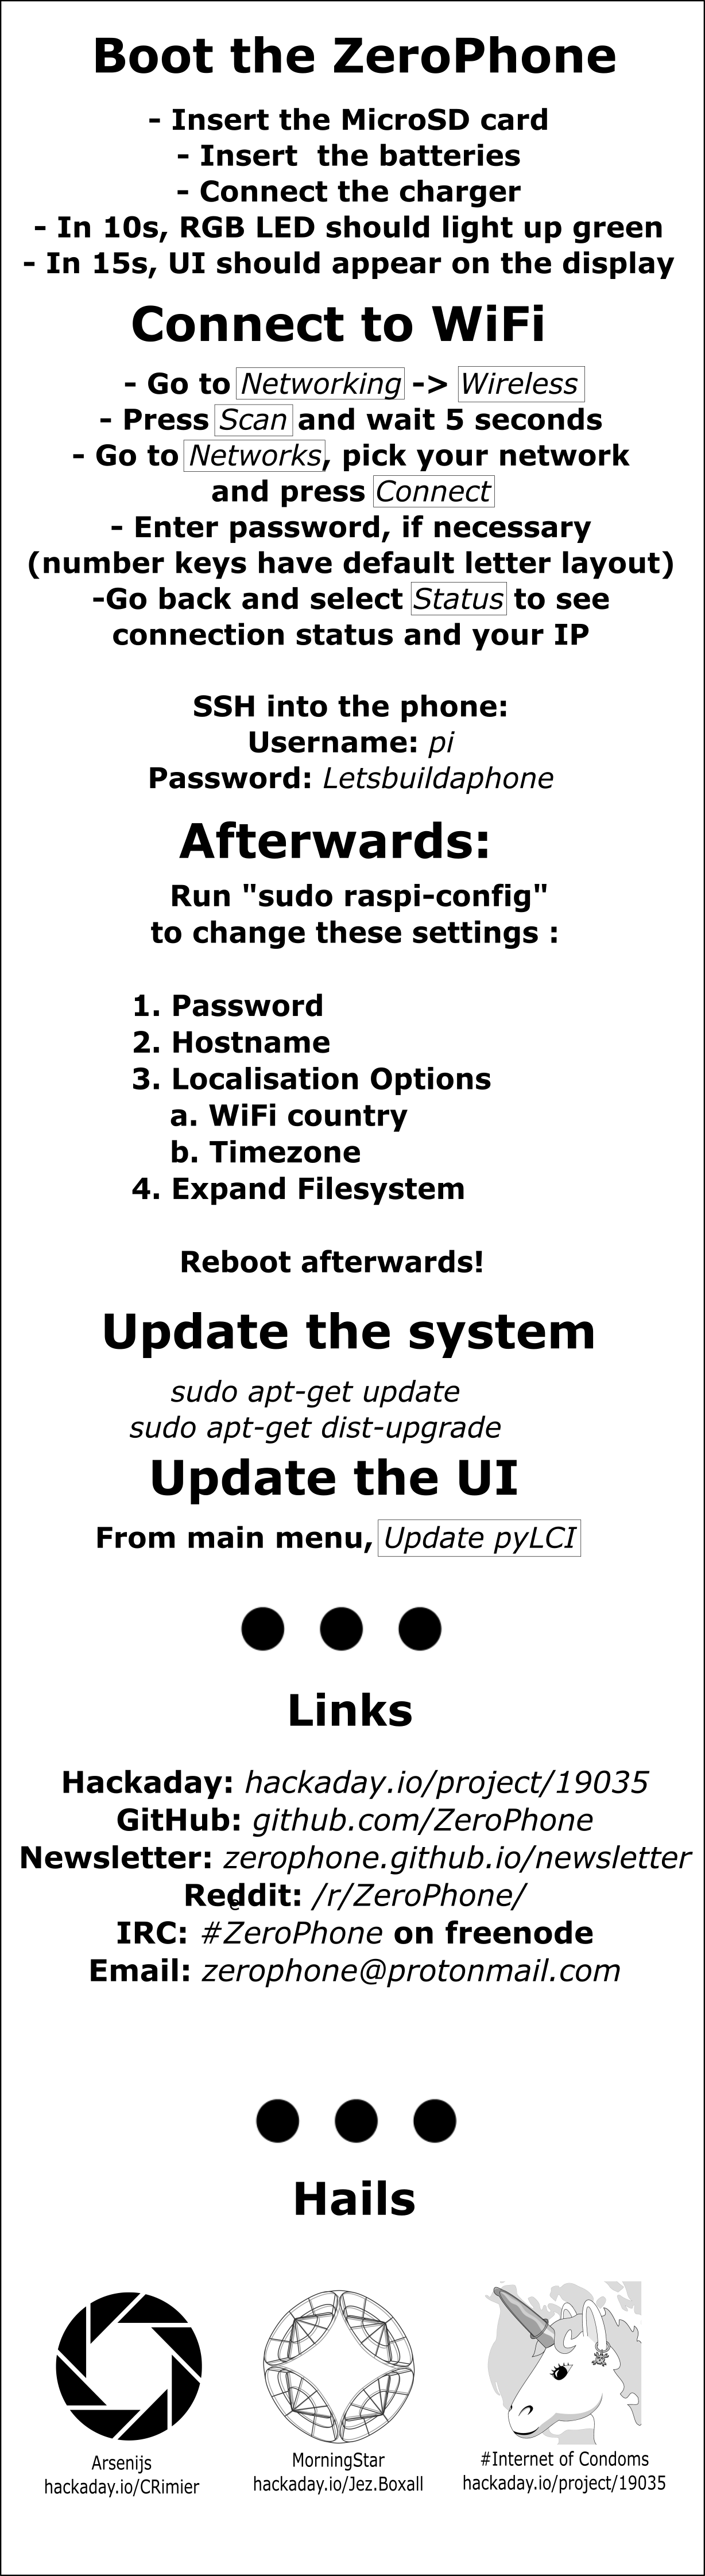 Boot the ZeroPhone
- Insert the MicroSD card
- Insert  the batteries
- Connect the charger
- In 10s, RGB LED should light up green
- In 15s, UI should appear on the display
Connect to WiFi
- Go to Networking -> Wireless
- Press Scan and wait 5 seconds
- Go to Networks, pick your network
and press Connect
- Enter password, if necessary
(number keys have default letter layout)
-Go back and select Status to see
connection status and your IP
SSH into the phone:
Username: pi
Password: Letsbuildaphone
Afterwards:
Run "sudo raspi-config"
to change these settings :
1. Password
2. Hostname
3. Localisation Options
a. WiFi country
b. Timezone
4. Expand Filesystem
Reboot afterwards!
Update the system
sudo apt-get update
sudo apt-get dist-upgrade
Update the UI
From main menu, Update pyLCI
Links
Hackaday: hackaday.io/project/19035
GitHub: github.com/ZeroPhone
Newsletter: zerophone.github.io/newsletter
Reddit: /r/ZeroPhone/
e
IRC: #ZeroPhone on freenode
Email: zerophone@protonmail.com
Hails
Arsenijs
hackaday.io/CRimier
MorningStar
hackaday.io/Jez.Boxall
#Internet of Condoms
hackaday.io/project/19035